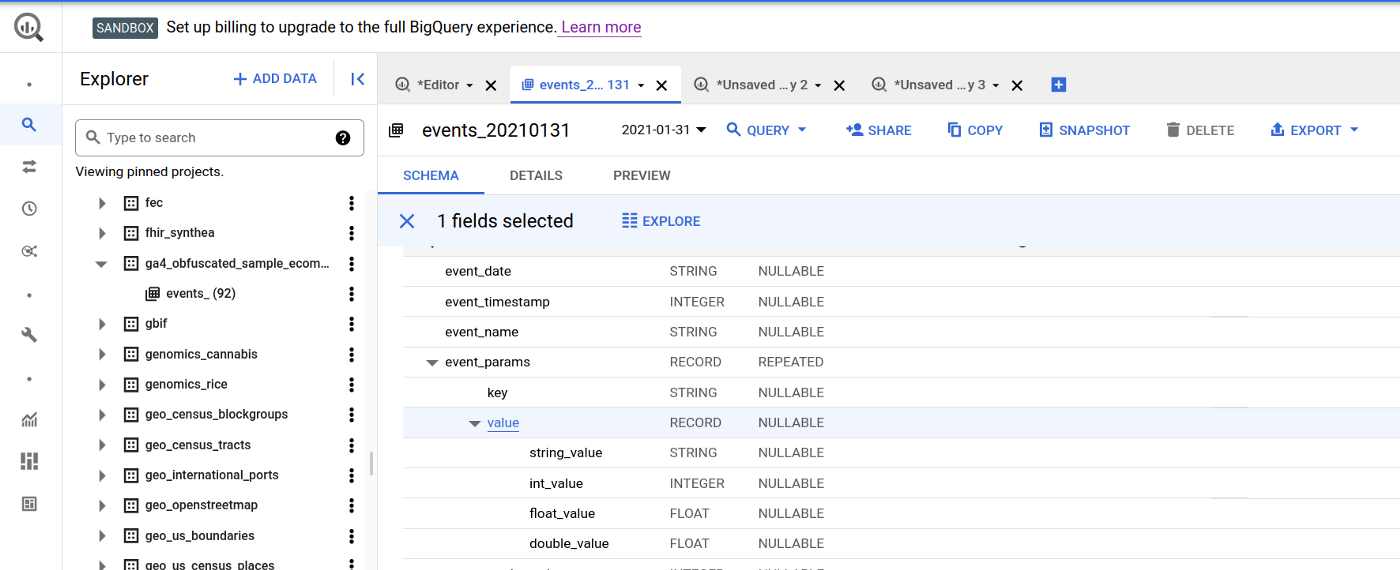 SANDBOX Set up billing to upgrade to the full BigQuery experience. Learn more
Explorer
ADD DATA
*Editor
events_2... 131
*Unsaved ...y 2
*Unsaved ...y 3
Type to search
Viewing pinned projects.
fec
fhir_synthea
ga4_obfuscated_sample_ecom...
events_ (92)
gbif
genomics_cannabis
genomics_rice
geo_census_blockgroups
geo_census_tracts
geo_international_ports
geo_openstreetmap
geo_us_boundaries
geo_us_census_places
events_20210131
2021-01-31
QUERY
SHARE
COPY
SNAPSHOT
DELETE
EXPORT
SCHEMA DETAILS PREVIEW
1 fields selected
EXPLORE
event_date STRING NULLABLE
event_timestamp INTEGER NULLABLE
event_name STRING NULLABLE
event_params RECORD REPEATED
key STRING NULLABLE
value RECORD NULLABLE
string_value STRING NULLABLE
int_value INTEGER NULLABLE
float_value FLOAT NULLABLE
double_value FLOAT NULLABLE
INTEGER NULLABLE